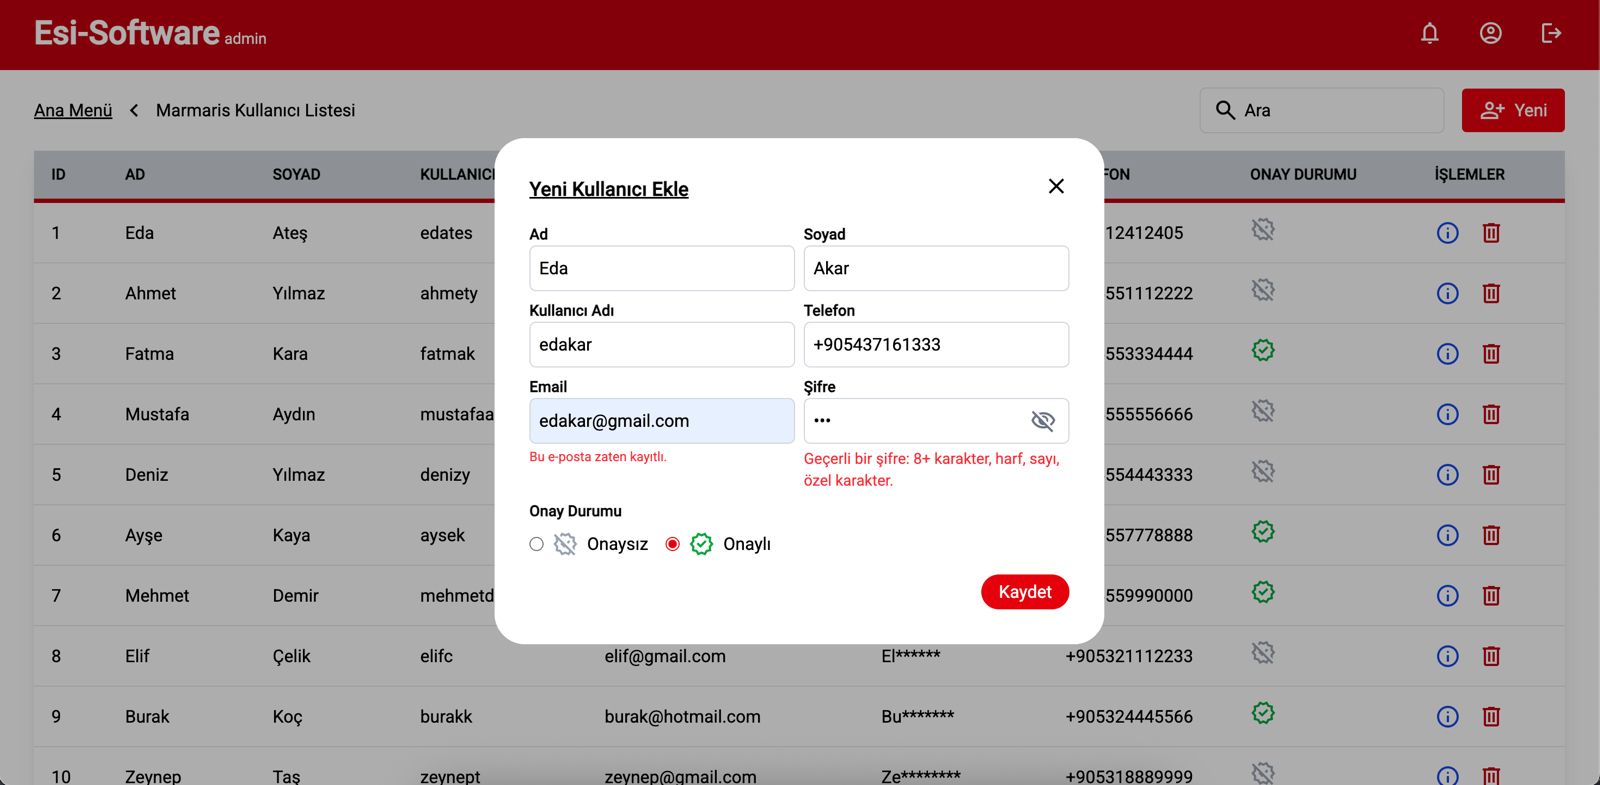 Esi-Software admin
Ana Menü Marmaris Kullanıcı Listesi Ara Yeni
ID AD SOYAD ONAY DURUMU İŞLEMLER
Yeni Kullanıcı Ekle
Ad Soyad
Eda Akar
Kullanıcı Adı Telefon
edakar +905437161333
Email Şifre
edakar@gmail.com •••
Bu e-posta zaten kayıtlı. Geçerli bir şifre: 8+ karakter, harf, sayı,
özel karakter.
Onay Durumu
Onaysız Onaylı
Kaydet
1 Eda Ateş edates 12412405
2 Ahmet Yılmaz ahmety 551112222
3 Fatma Kara fatmak 553334444
4 Mustafa Aydın mustafaa 555556666
5 Deniz Yılmaz denizy 554443333
6 Ayşe Kaya aysek 557778888
7 Mehmet Demir mehmetd 559990000
8 Elif Çelik elifc elif@gmail.com El****** +905321112233
9 Burak Koç burakk burak@hotmail.com Bu******* +905324445566
10 Zeynep Taş zeynept zeynep@gmail.com Ze******** +905318889999